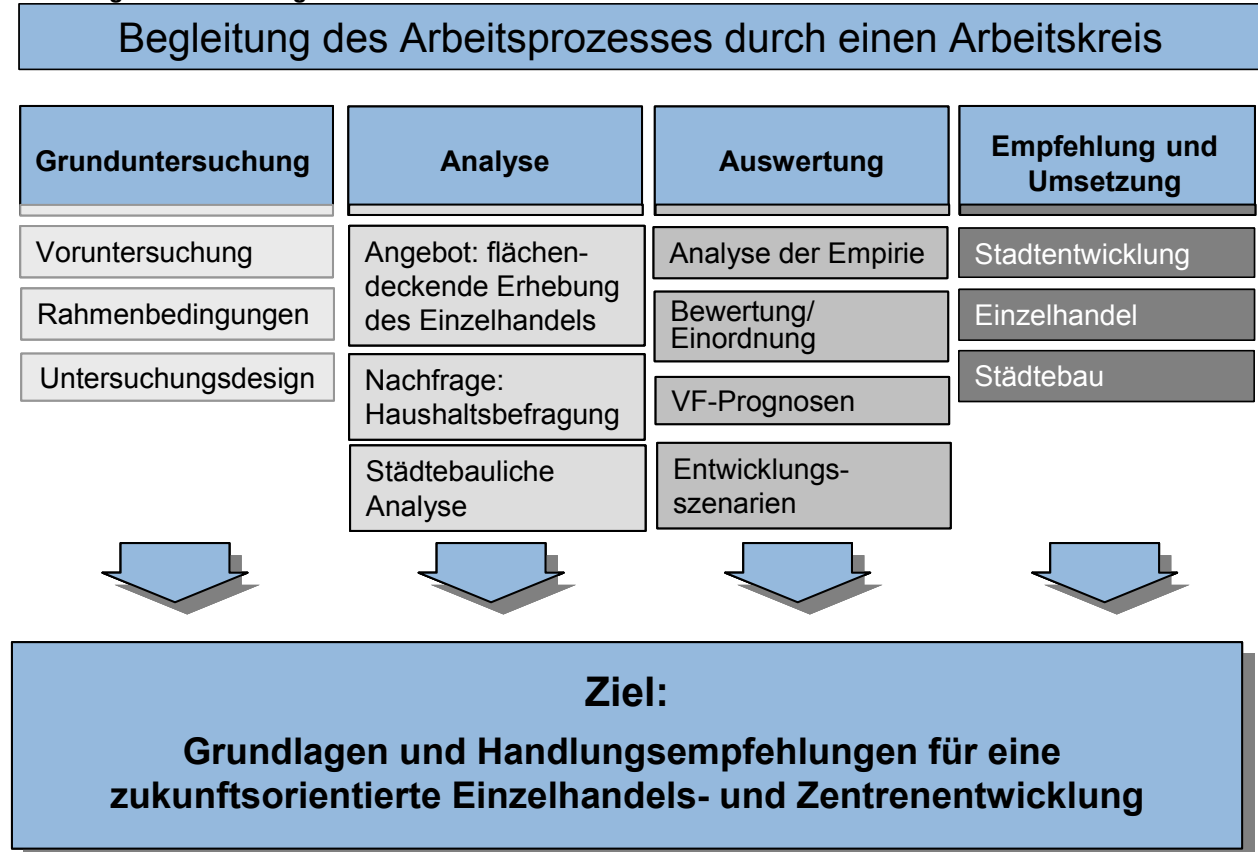 Begleitung des Arbeitsprozesses durch einen Arbeitskreis
Grunduntersuchung
Voruntersuchung
Rahmenbedingungen
Untersuchungsdesign
Analyse
Angebot: flächen-
deckende Erhebung
des Einzelhandels
Nachfrage:
Haushaltsbefragung
Städtebauliche
Analyse
Auswertung
Analyse der Empirie
Bewertung/
Einordnung
VF-Prognosen
Entwicklungs-
szenarien
Empfehlung und
Umsetzung
Stadtentwicklung
Einzelhandel
Städtebau
Ziel:
Grundlagen und Handlungsempfehlungen für eine
zukunftsorientierte Einzelhandels- und Zentrenentwicklung